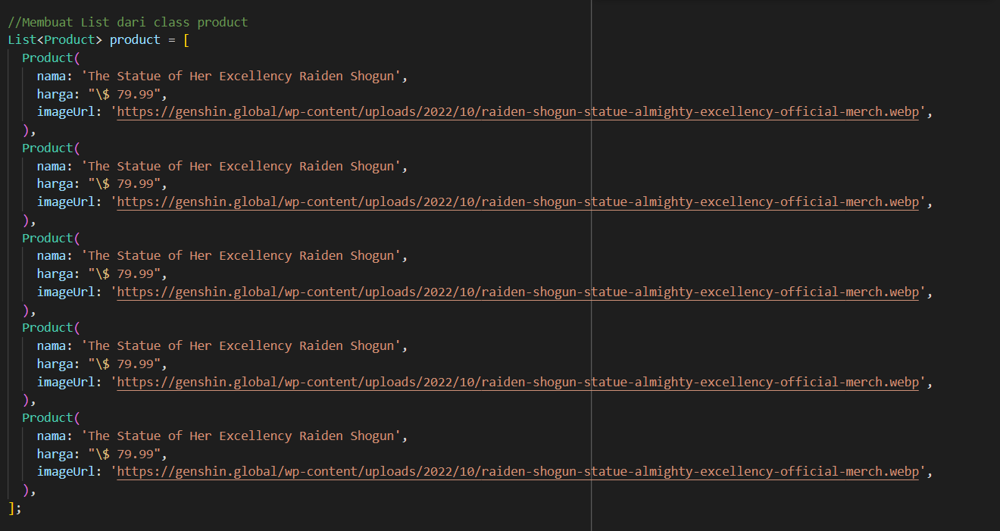 //Membuat List dari class product
List<Product> product = [
  Product(
    nama: 'The Statue of Her Excellency Raiden Shogun',
    harga: "\$ 79.99",
    imageUrl: 'https://genshin.global/wp-content/uploads/2022/10/raiden-shogun-statue-almighty-excellency-official-merch.webp',
  ),
  Product(
    nama: 'The Statue of Her Excellency Raiden Shogun',
    harga: "\$ 79.99",
    imageUrl: 'https://genshin.global/wp-content/uploads/2022/10/raiden-shogun-statue-almighty-excellency-official-merch.webp',
  ),
  Product(
    nama: 'The Statue of Her Excellency Raiden Shogun',
    harga: "\$ 79.99",
    imageUrl: 'https://genshin.global/wp-content/uploads/2022/10/raiden-shogun-statue-almighty-excellency-official-merch.webp',
  ),
  Product(
    nama: 'The Statue of Her Excellency Raiden Shogun',
    harga: "\$ 79.99",
    imageUrl: 'https://genshin.global/wp-content/uploads/2022/10/raiden-shogun-statue-almighty-excellency-official-merch.webp',
  ),
  Product(
    nama: 'The Statue of Her Excellency Raiden Shogun',
    harga: "\$ 79.99",
    imageUrl: 'https://genshin.global/wp-content/uploads/2022/10/raiden-shogun-statue-almighty-excellency-official-merch.webp',
  ),
];